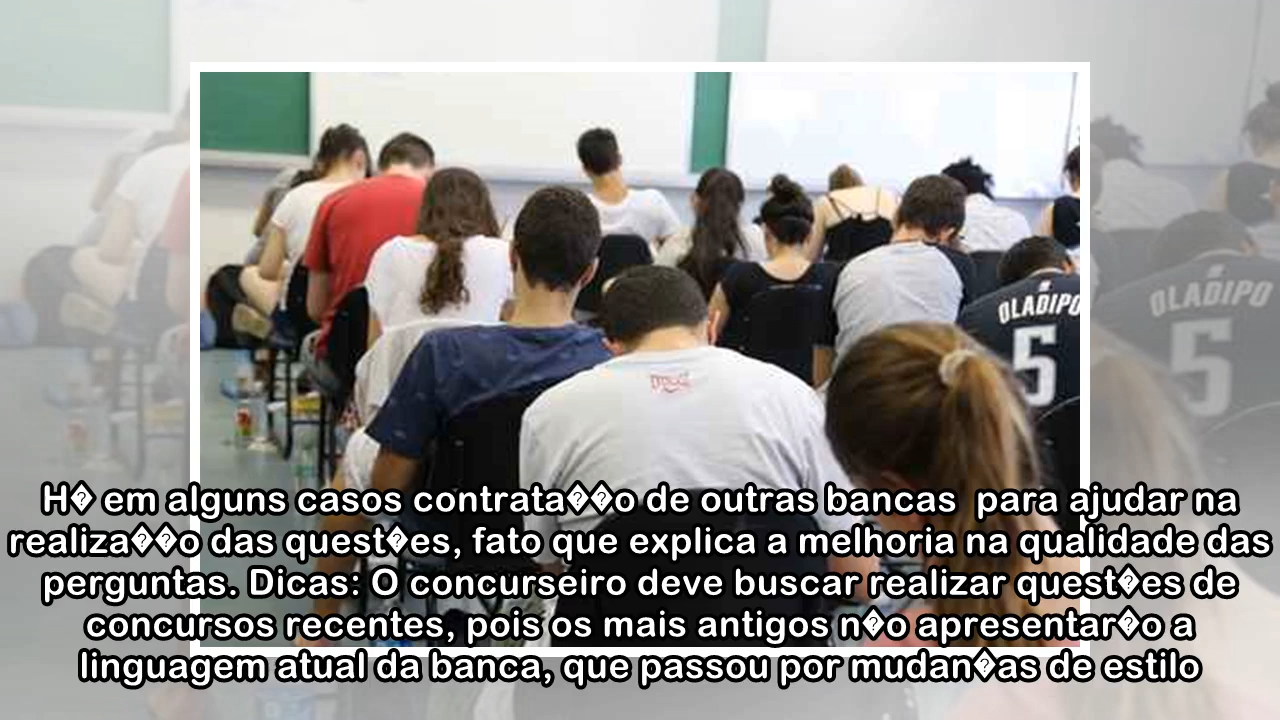 OLADIPO
5
OLADIPO
5
H� em alguns casos contrata��o de outras bancas  para ajudar na
realiza��o das quest�es, fato que explica a melhoria na qualidade das
perguntas. Dicas: O concurseiro deve buscar realizar quest�es de
concursos recentes, pois os mais antigos n�o apresentar�o a
linguagem atual da banca, que passou por mudan�as de estilo